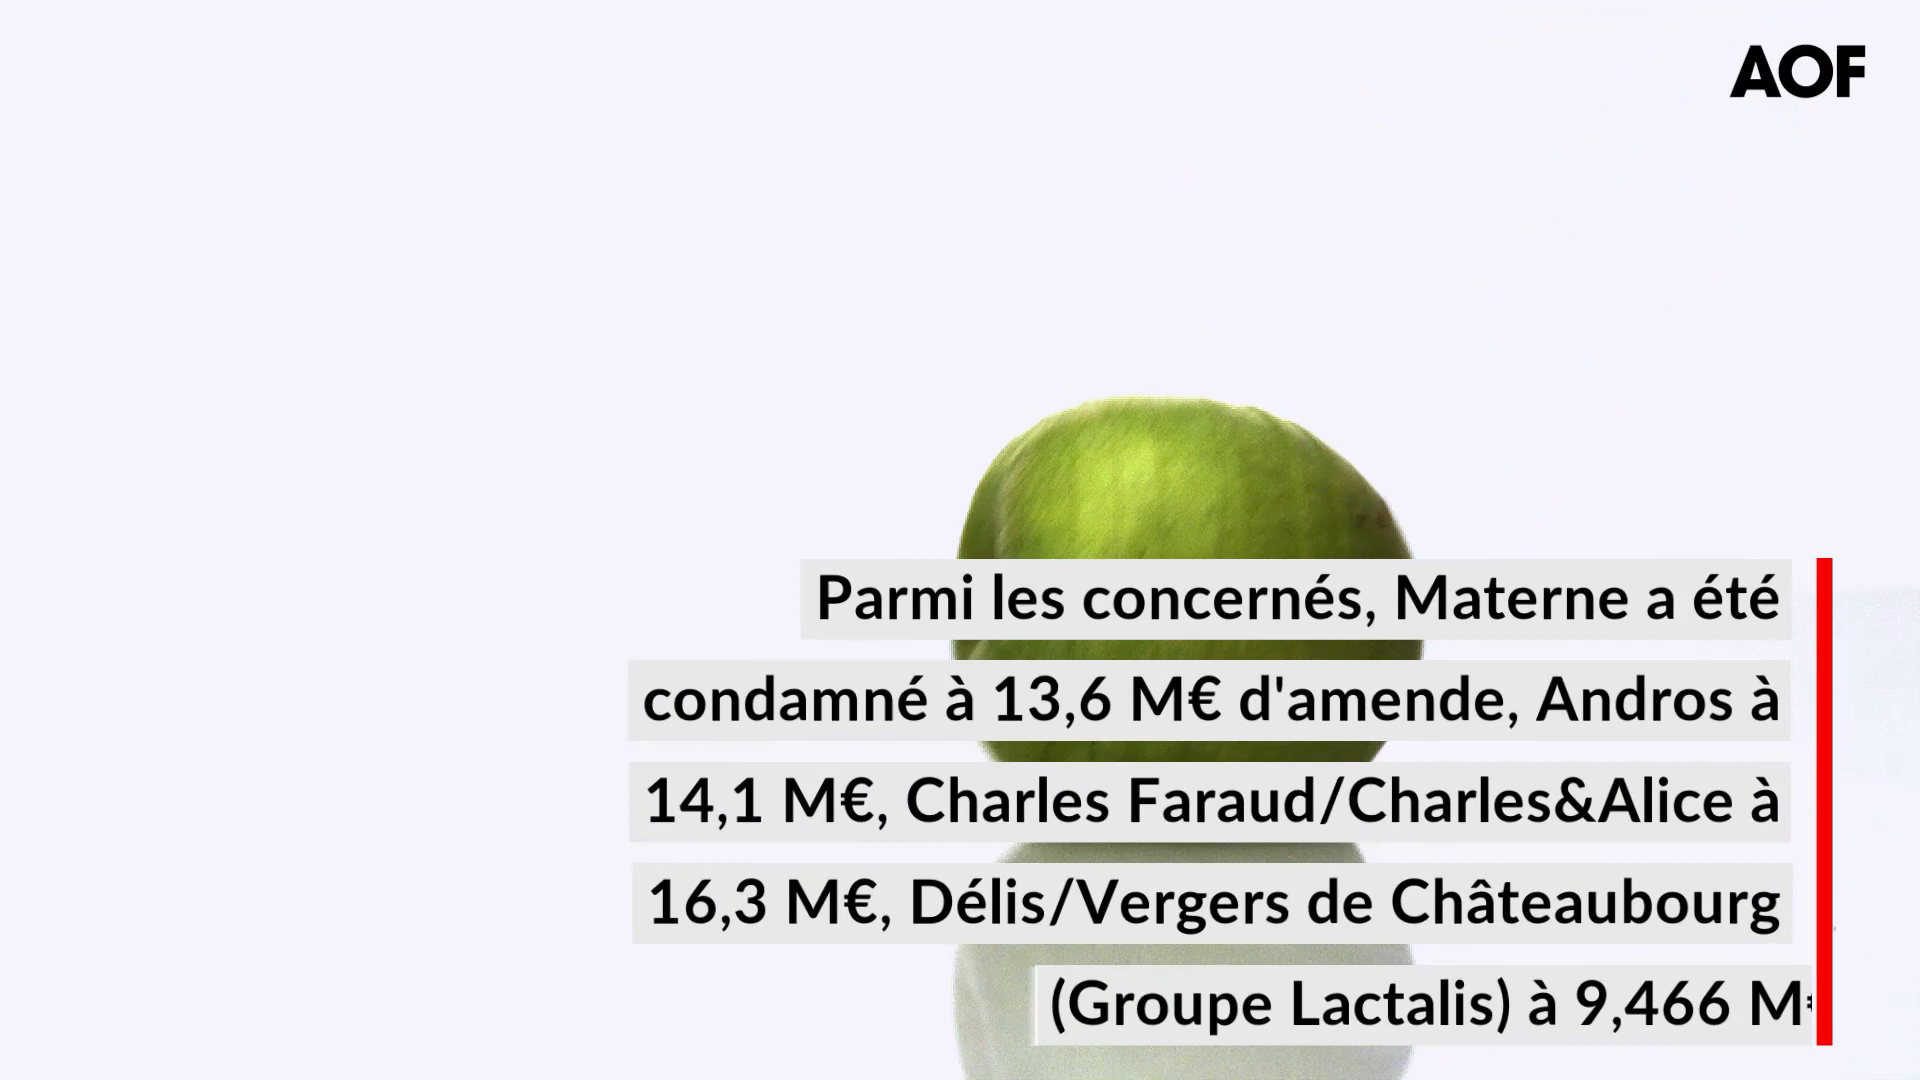 AOF
Parmi les concernés, Materne a été
condamné à 13,6 M€ d'amende, Andros à
14,1 M€, Charles Faraud/Charles&Alice à
16,3 M€, Délis/Vergers de Châteaubourg
(Groupe Lactalis) à 9,466 M€